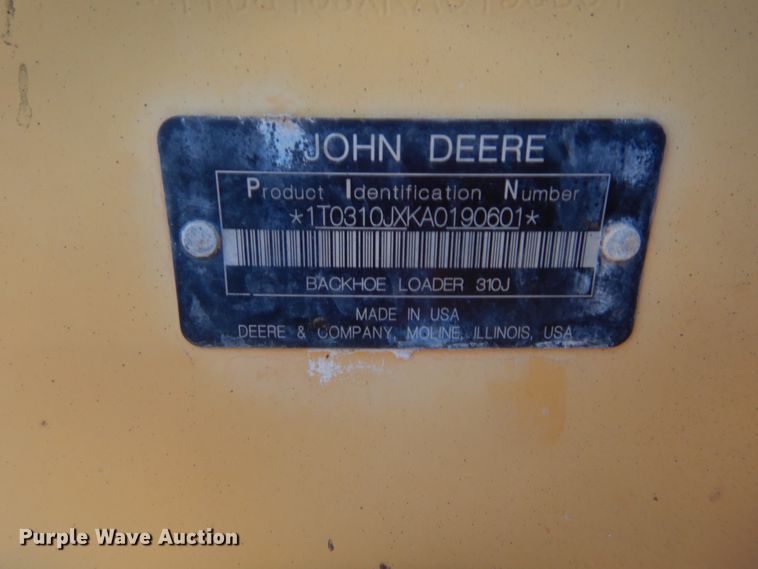 JOHN DEERE
Product Identification Number
*1T0310JXKA0190601*
BACKHOE LOADER 310J
MADE IN USA
DEERE & COMPANY, MOLINE, ILLINOIS, USA
Purple Wave Auction